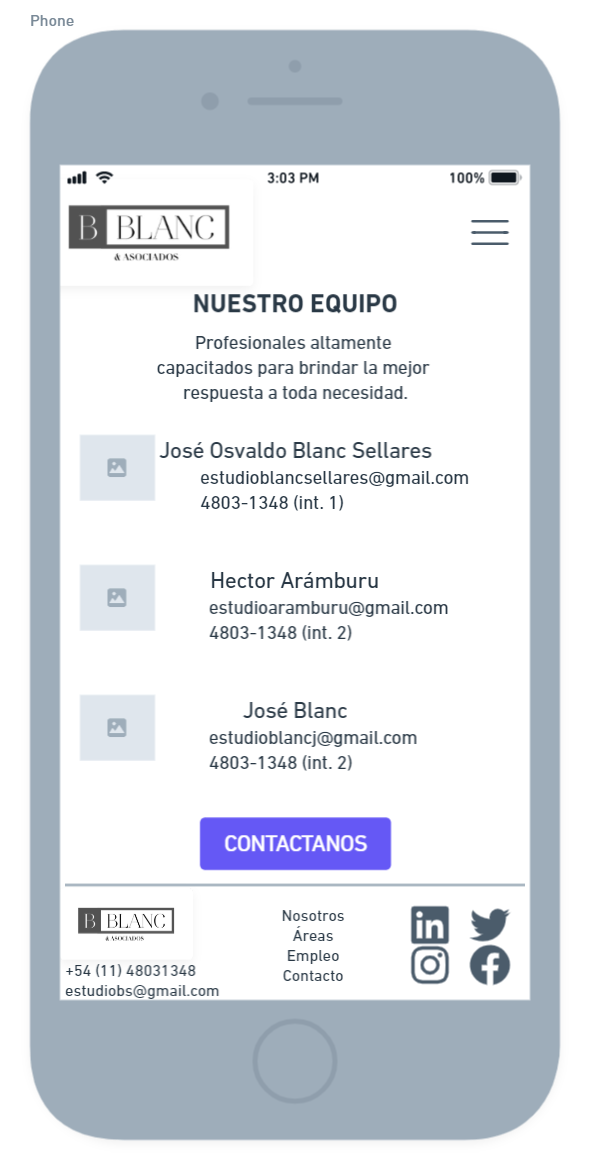 Phone
3:03 PM
100%
B BLANC
& ASOCIADOS
NUESTRO EQUIPO
Profesionales altamente
capacitados para brindar la mejor
respuesta a toda necesidad.
José Osvaldo Blanc Sellares
estudioblancsellares@gmail.com
4803-1348 (int. 1)
Hector Arámburu
estudioaramburu@gmail.com
4803-1348 (int. 2)
José Blanc
estudioblancj@gmail.com
4803-1348 (int. 2)
CONTACTANOS
B BLANC
& ASOCIADOS
+54 (11) 48031348
estudiobs@gmail.com
Nosotros
Áreas
Empleo
Contacto
in